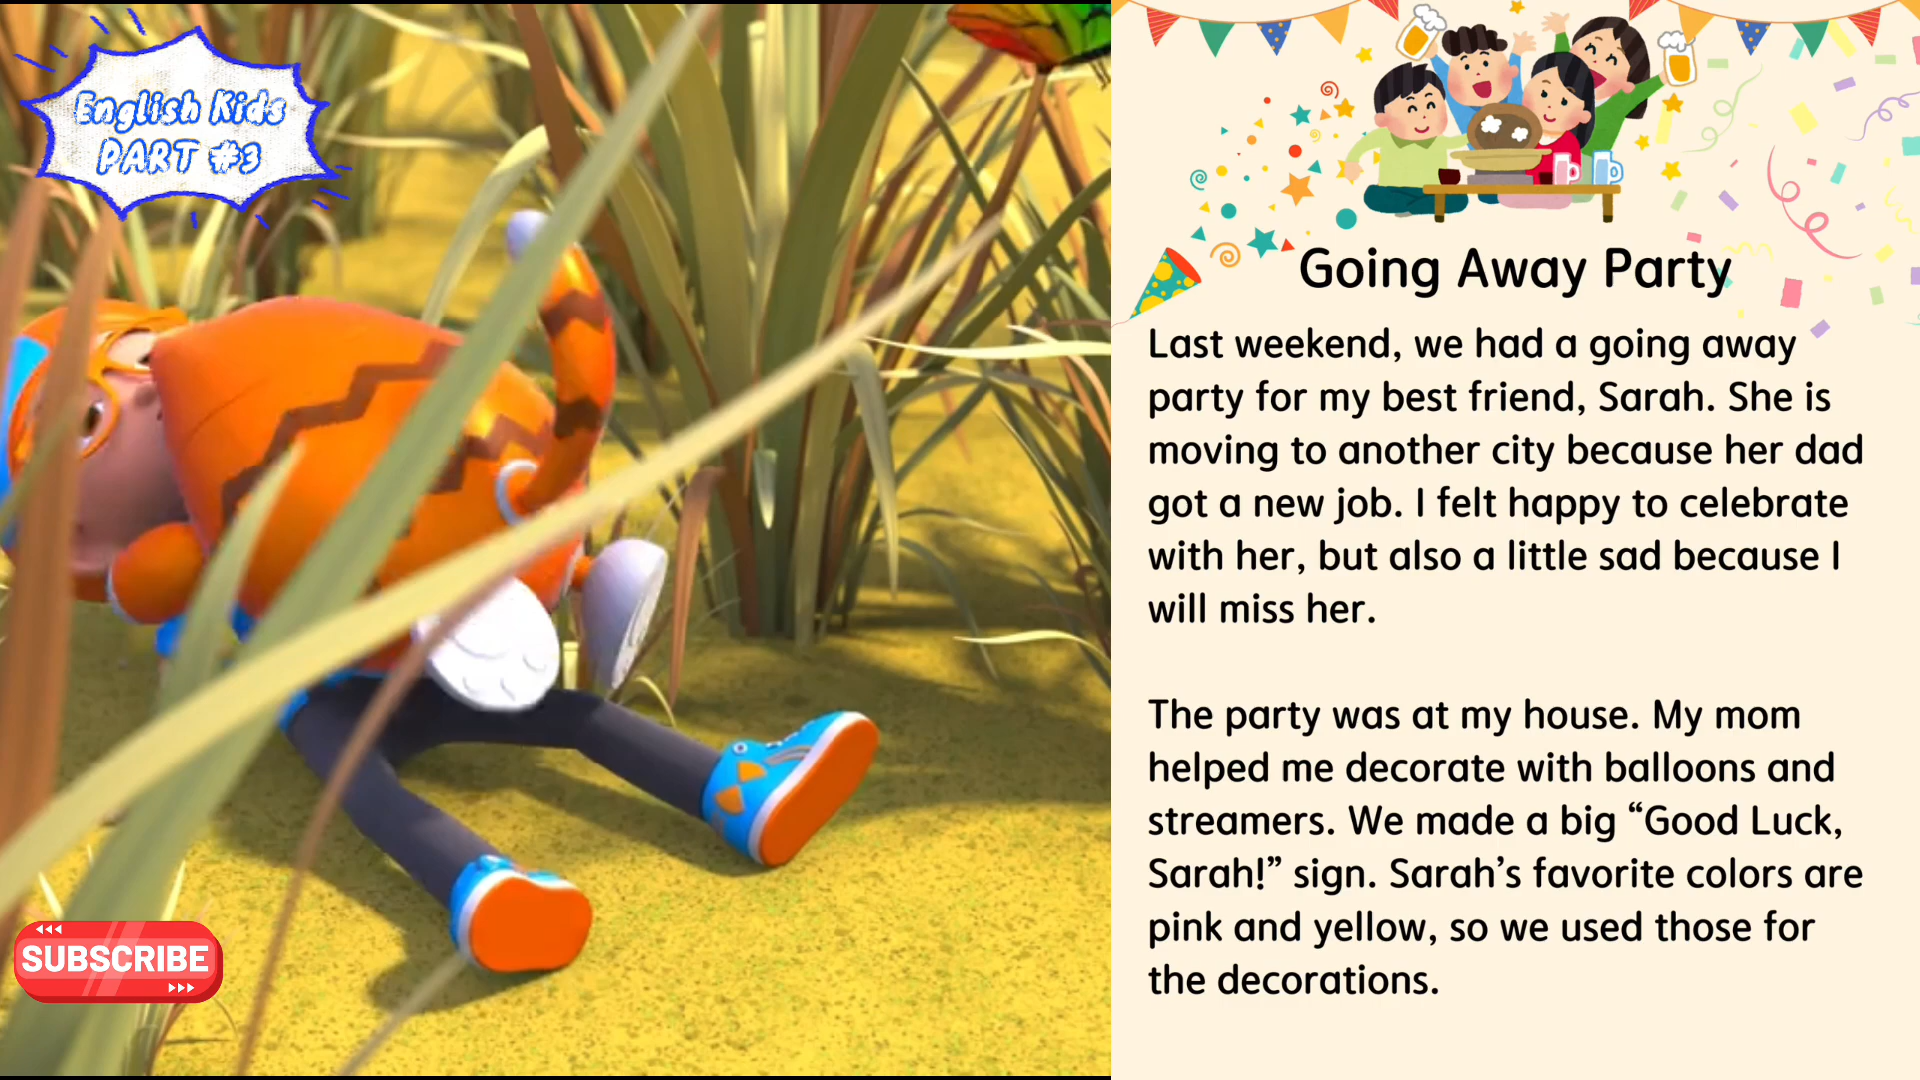 English Kids
PART #3
SUBSCRIBE
Going Away Party
Last weekend, we had a going away
party for my best friend, Sarah. She is
moving to another city because her dad
got a new job. I felt happy to celebrate
with her, but also a little sad because I
will miss her.
The party was at my house. My mom
helped me decorate with balloons and
streamers. We made a big “Good Luck,
Sarah!” sign. Sarah’s favorite colors are
pink and yellow, so we used those for
the decorations.